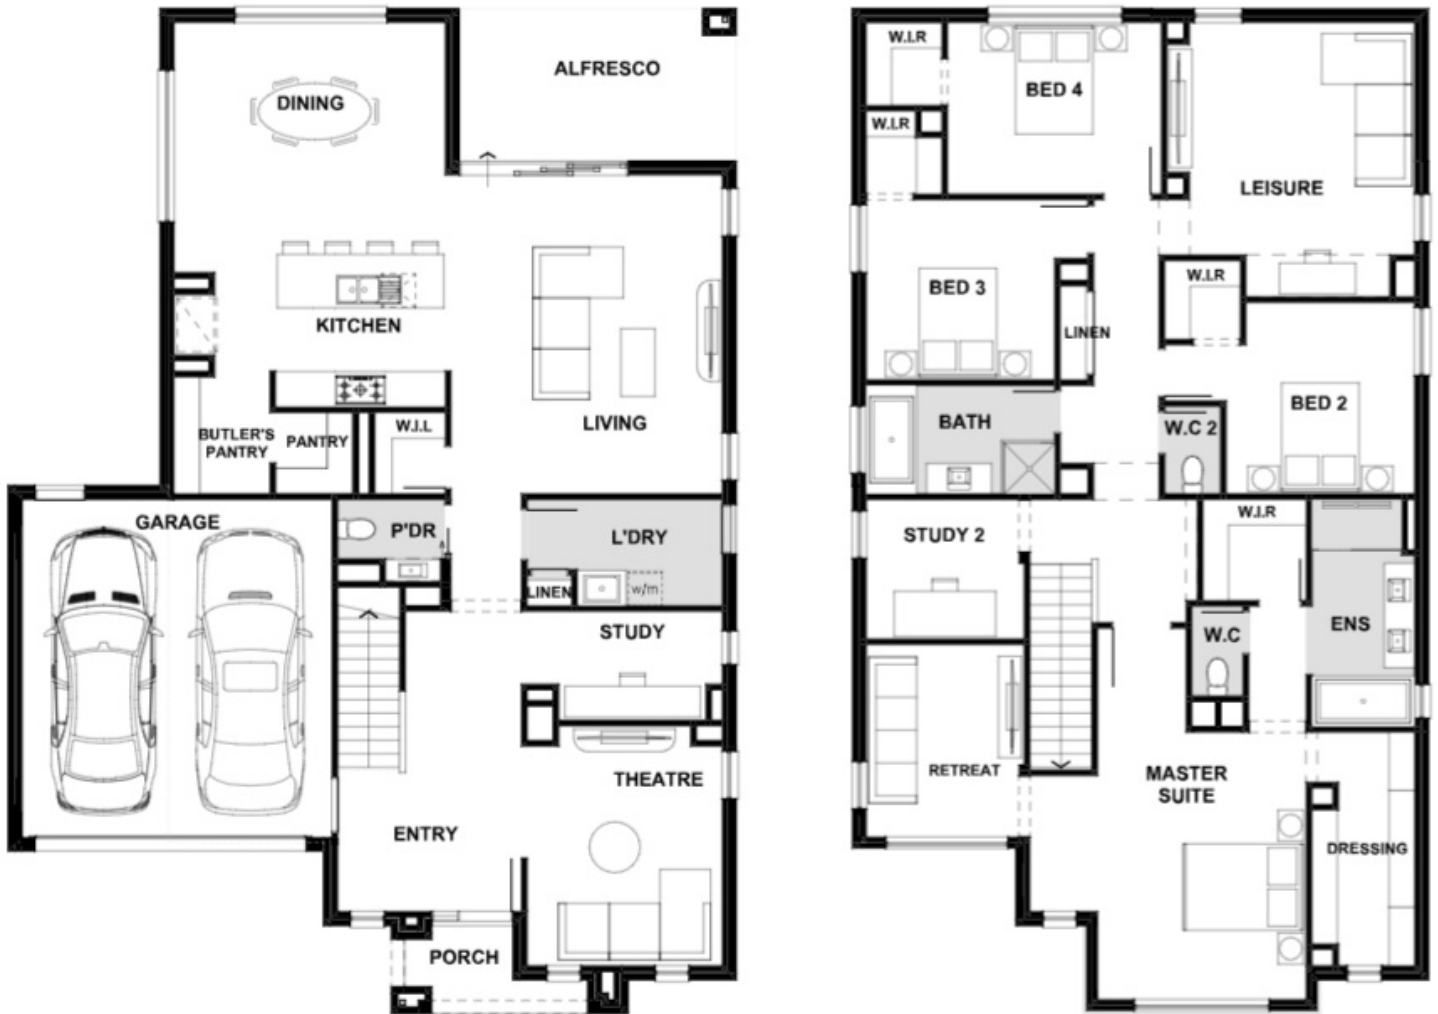 ALFRESCO
DINING
KITCHEN
LIVING
BUTLER'S
PANTRY
PANTRY
W.I.L
GARAGE
P'DR
L'DRY
LINEN
w/m
STUDY
THEATRE
ENTRY
PORCH
W.I.R
BED 4
W.I.R
LEISURE
BED 3
W.I.R
LINEN
BED 2
BATH
W.C 2
W.I.R
STUDY 2
ENS
W.C
RETREAT
MASTER
SUITE
DRESSING